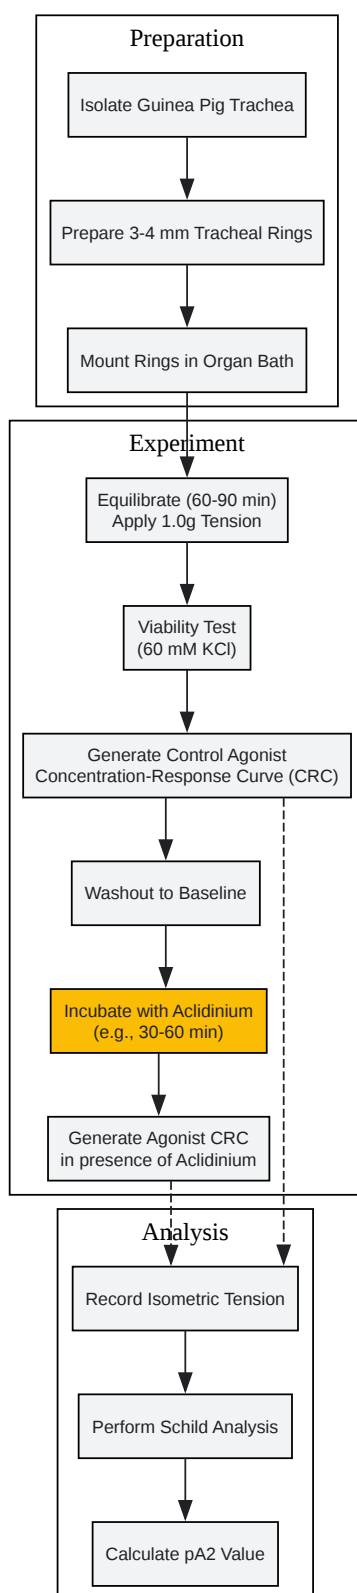 Preparation
Isolate Guinea Pig Trachea
Prepare 3-4 mm Tracheal Rings
Mount Rings in Organ Bath
Experiment
Equilibrate (60-90 min)
Apply 1.0g Tension
Viability Test
(60 mM KCl)
Generate Control Agonist
Concentration-Response Curve (CRC)
Washout to Baseline
Incubate with Aclidinium
(e.g., 30-60 min)
Generate Agonist CRC
in presence of Aclidinium
Analysis
Record Isometric Tension
Perform Schild Analysis
Calculate pA2 Value